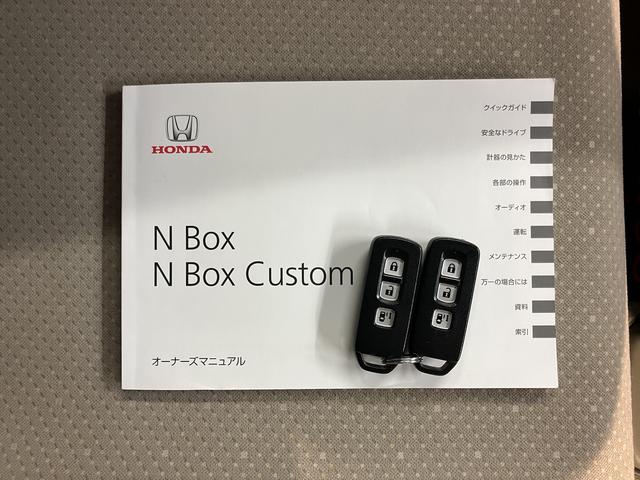 HONDA
N Box
N Box Custom
オーナーズマニュアル
クイックガイド
安全なドライブ
計器の見かた
各部の操作
オーディオ
運転
メンテナンス
万一の場合には
資料
索引